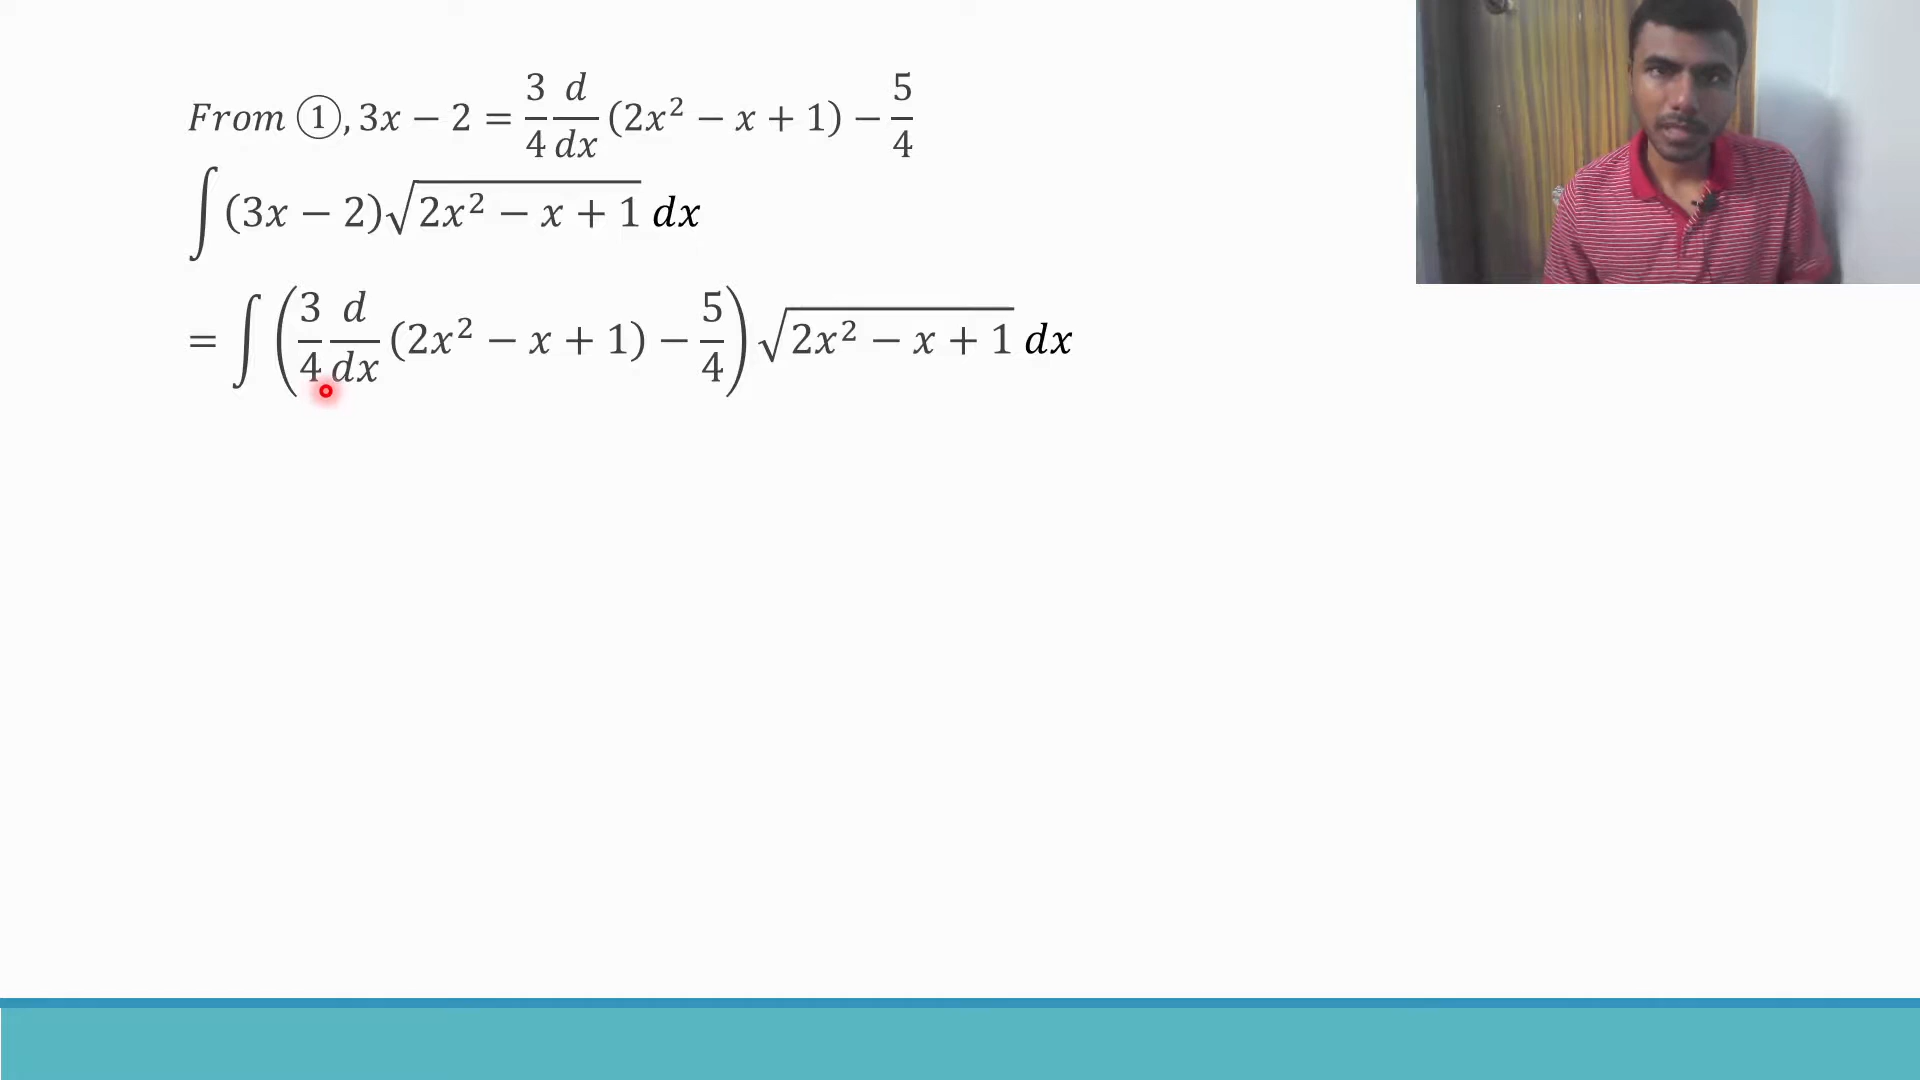 From ①, 3x − 2 = 3/4 d/dx (2x² − x + 1) − 5/4
∫ (3x − 2)√(2x² − x + 1) dx
= ∫ (3/4 d/dx (2x² − x + 1) − 5/4) √(2x² − x + 1) dx